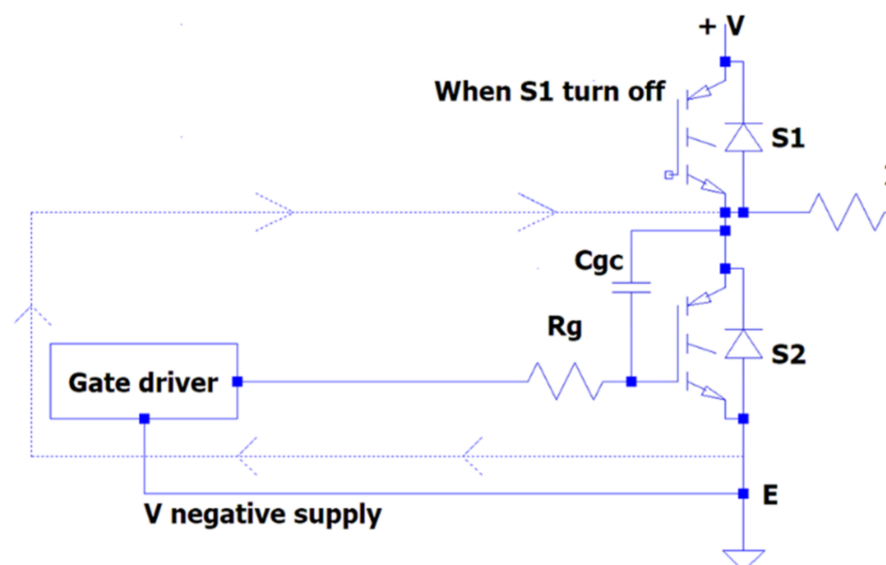 + V
When S1 turn off
S1
Cgc
Rg
S2
Gate driver
E
V negative supply